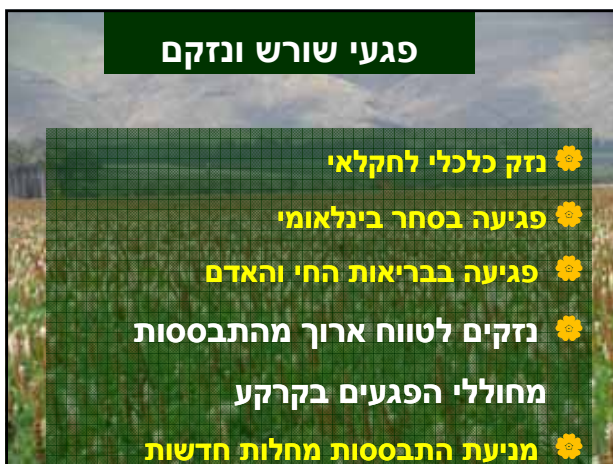 פגעי שורש ונזקם
נזק כלכלי לחקלאי
פגיעה בסחר בינלאומי
פגיעה בבריאות החי והאדם
נזקים לטווח ארוך מהתבססות
מחוללי הפגעים בקרקע
מניעת התבססות מחלות חדשות